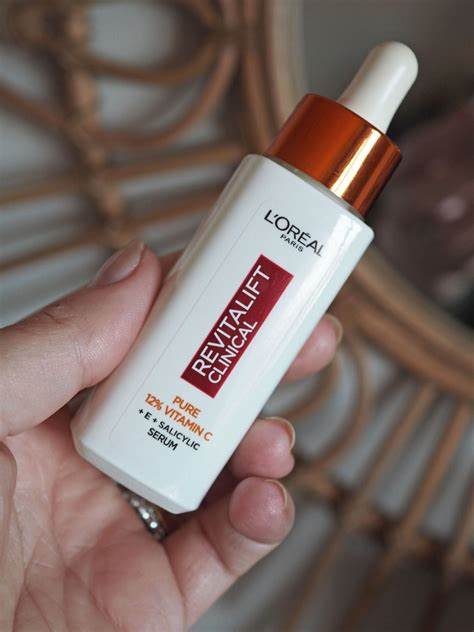 L'ORÉAL
PARIS
REVITALIFT
CLINICAL
PURE
12% VITAMIN C
+ E + SALICYLIC
SERUM